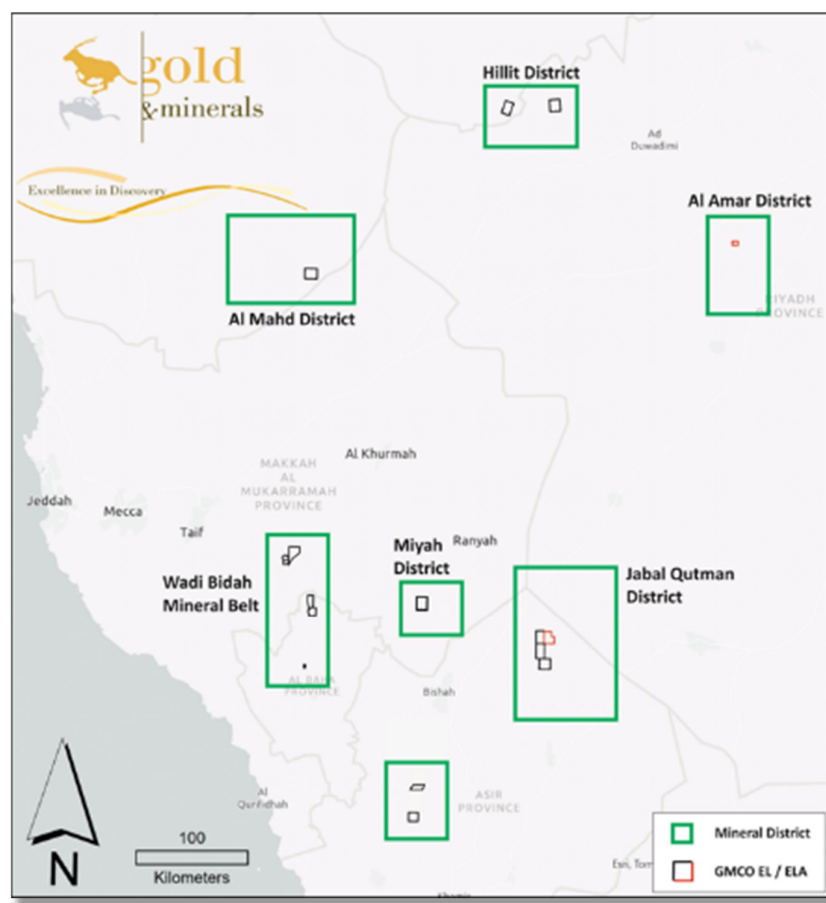 gold
&minerals
Excellence in Discovery
Hillit District
Ad
Duwadimi
Al Amar District
RIYADH
PROVINCE
Al Mahd District
Al Khurmah
MAKKAH
AL
MUKARRAMAH
PROVINCE
Jeddah
Mecca
Taif
Ranyah
Miyah
District
Wadi Bidah
Mineral Belt
Jabal Qutman
District
AL BAHA
PROVINCE
Bishah
Al
Qunfidhah
ASIR
PROVINCE
100
Kilometers
N
Mineral District
GMCO EL / ELA
Esri, Tom